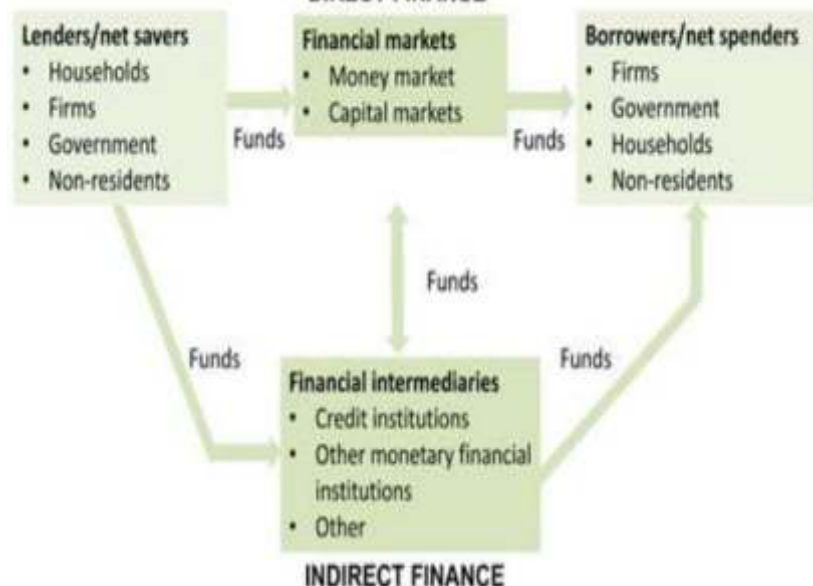 DIRECT FINANCE
Lenders/net savers
• Households
• Firms
• Government
• Non-residents
Financial markets
• Money market
• Capital markets
Borrowers/net spenders
• Firms
• Government
• Households
• Non-residents
Funds
Funds
Funds
Funds
Funds
Financial intermediaries
• Credit institutions
• Other monetary financial
institutions
• Other
INDIRECT FINANCE